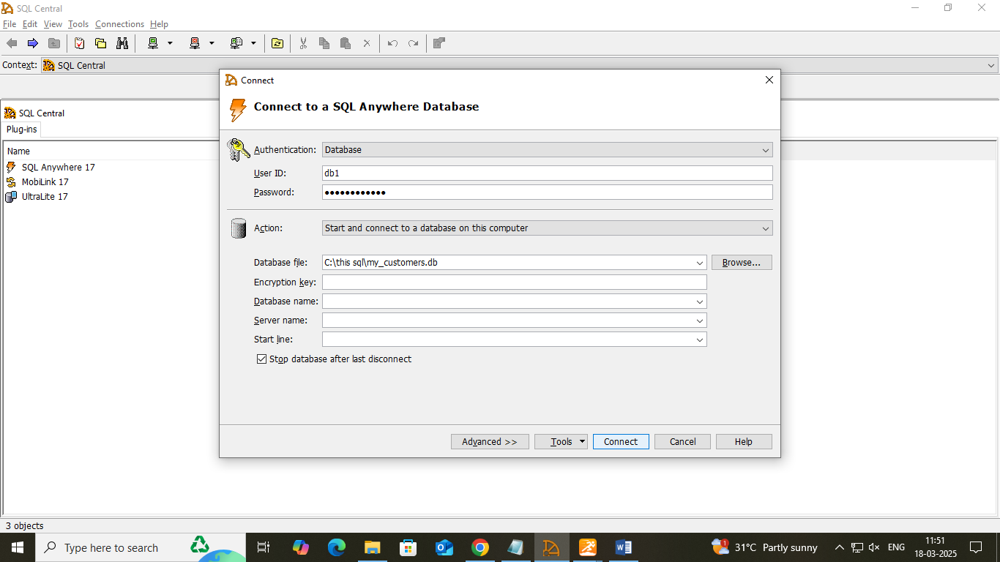 SQL Central
File Edit View Tools Connections Help
Context: SQL Central
Connect
Connect to a SQL Anywhere Database
SQL Central
Plug-ins
Name
SQL Anywhere 17
MobiLink 17
UltraLite 17
Authentication: Database
User ID: db1
Password: ●●●●●●●●●●●●
Action: Start and connect to a database on this computer
Database file: C:\this sql\my_customers.db Browse...
Encryption key:
Database name:
Server name:
Start line:
Stop database after last disconnect
Advanced >> Tools Connect Cancel Help
3 objects
Type here to search
1
31°C Partly sunny
ENG
11:51
18-03-2025